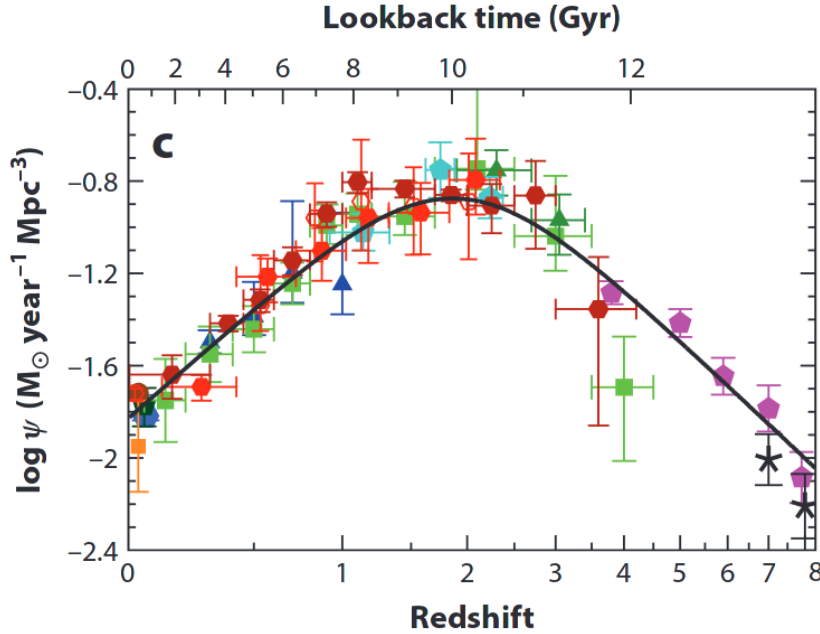 Lookback time (Gyr)
0 2 4 6 8 10 12
c
log ψ (M⊙ year−1 Mpc−3)
−0.4
−0.8
−1.2
−1.6
−2
−2.4
0 1 2 3 4 5 6 7 8
Redshift